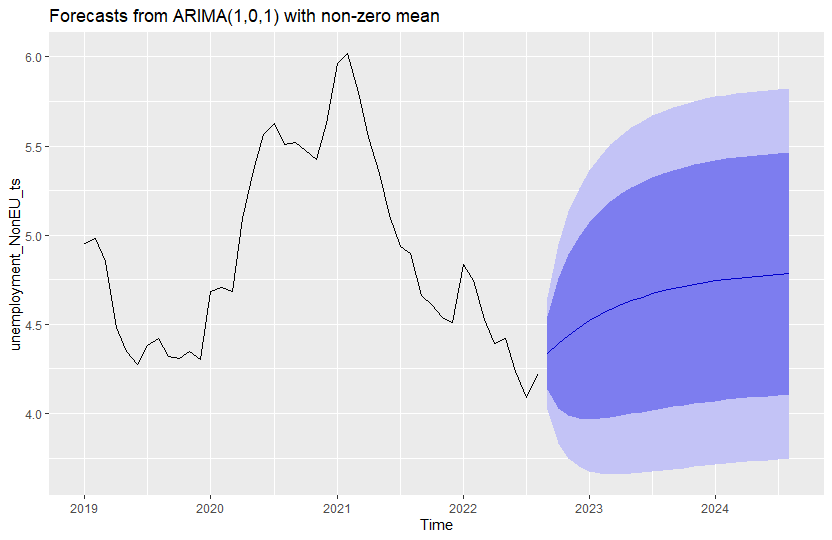 Forecasts from ARIMA(1,0,1) with non-zero mean
unemployment_NonEU_ts
6.0
5.5
5.0
4.5
4.0
2019 2020 2021 2022 2023 2024
Time